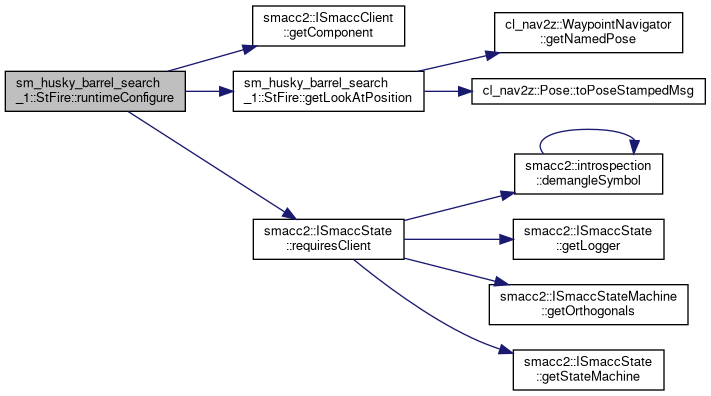 sm_husky_barrel_search
_1::StFire::runtimeConfigure
smacc2::ISmaccClient
::getComponent
sm_husky_barrel_search
_1::StFire::getLookAtPosition
cl_nav2z::WaypointNavigator
::getNamedPose
cl_nav2z::Pose::toPoseStampedMsg
smacc2::ISmaccState
::requiresClient
smacc2::introspection
::demangleSymbol
smacc2::ISmaccState
::getLogger
smacc2::ISmaccStateMachine
::getOrthogonals
smacc2::ISmaccState
::getStateMachine